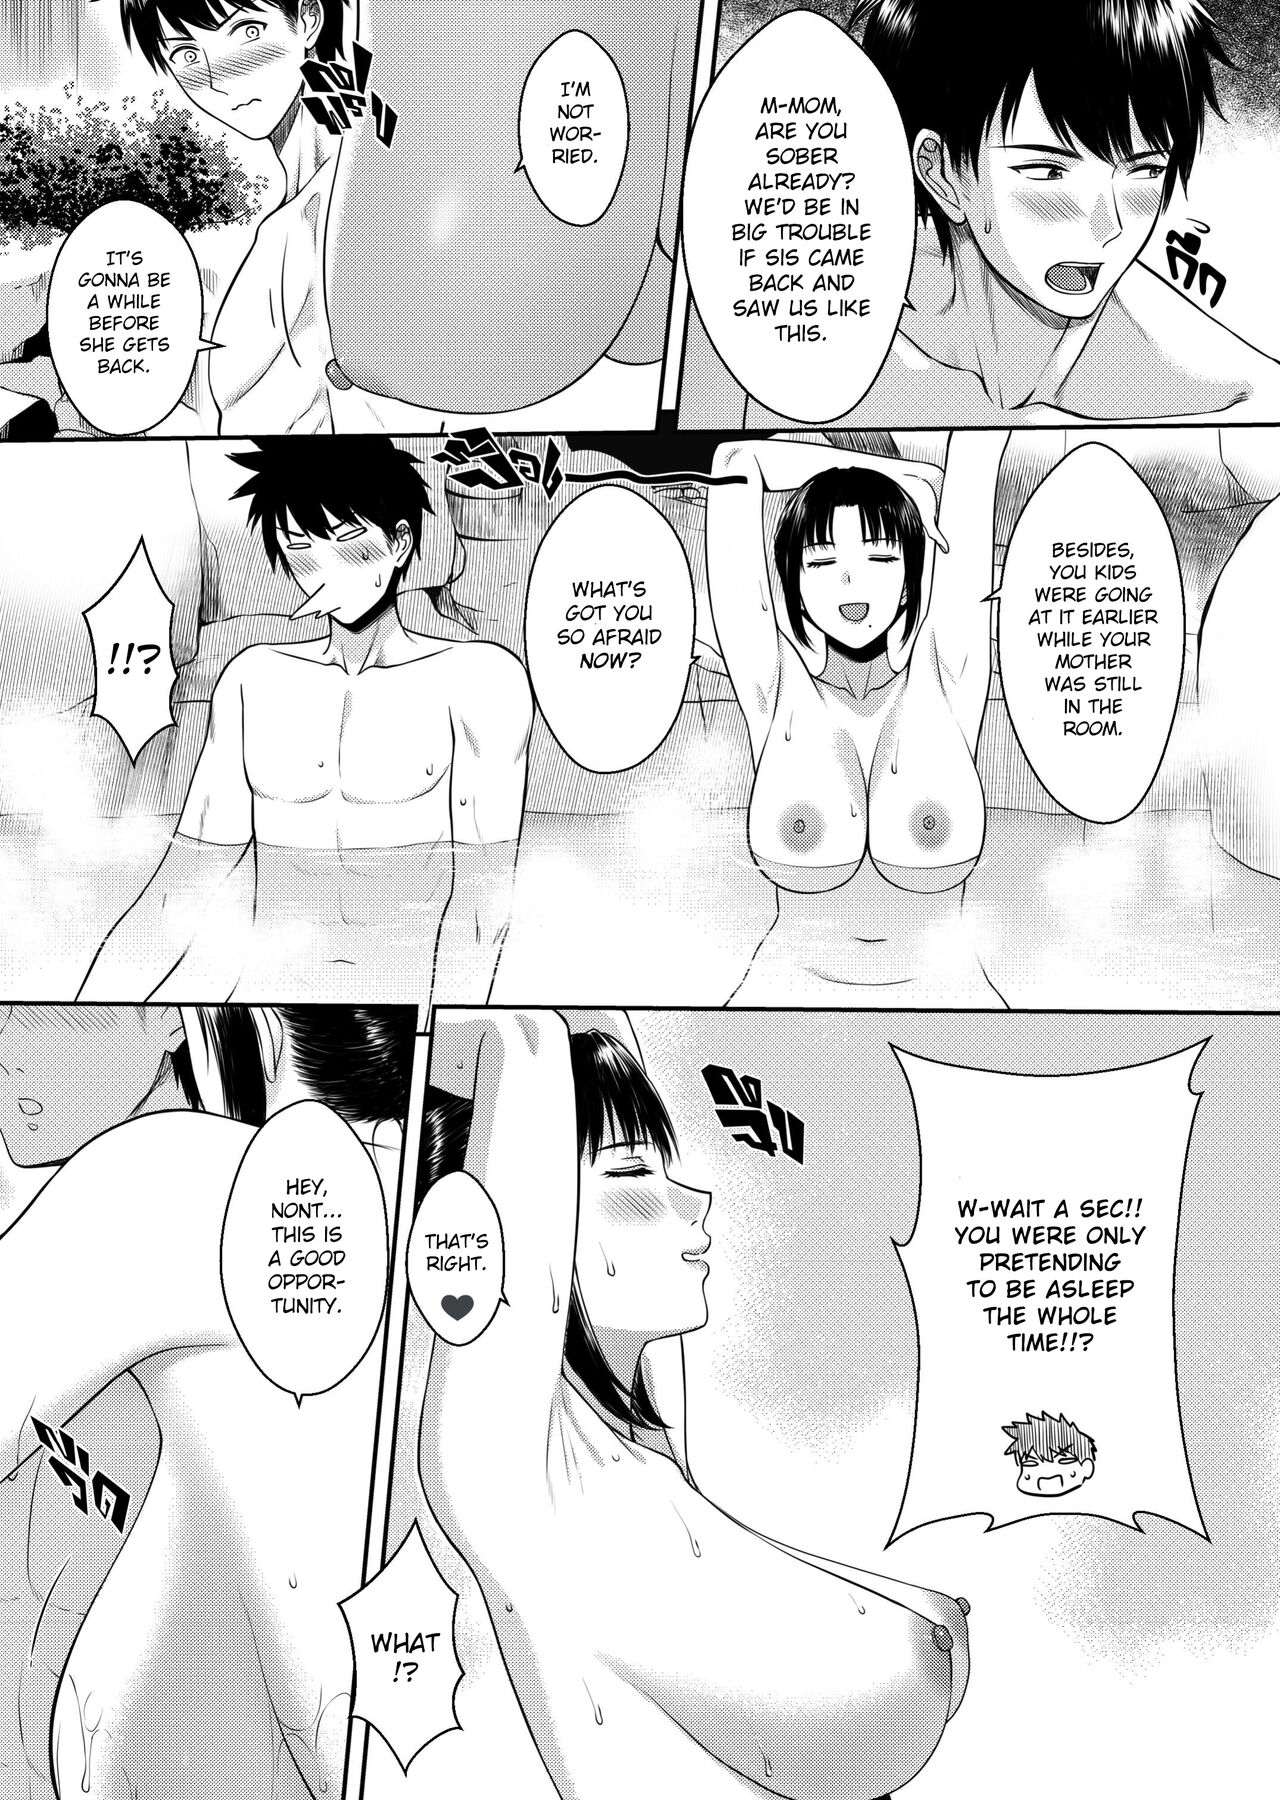 M-MOM,
ARE YOU
SOBER
ALREADY?
WE'D BE IN
BIG TROUBLE
IF SIS CAME
BACK AND
SAW US LIKE
THIS.
I'M
NOT
WOR-
RIED.
IT'S
GONNA BE
A WHILE
BEFORE
SHE GETS
BACK.
BESIDES,
YOU KIDS
WERE GOING
AT IT EARLIER
WHILE YOUR
MOTHER
WAS STILL
IN THE
ROOM.
WHAT'S
GOT YOU
SO AFRAID
NOW?
!!?
W-WAIT A SEC!!
YOU WERE ONLY
PRETENDING
TO BE ASLEEP
THE WHOLE
TIME!!?
THAT'S
RIGHT.
HEY,
NONT...
THIS IS
A GOOD
OPPOR-
TUNITY.
WHAT
!?